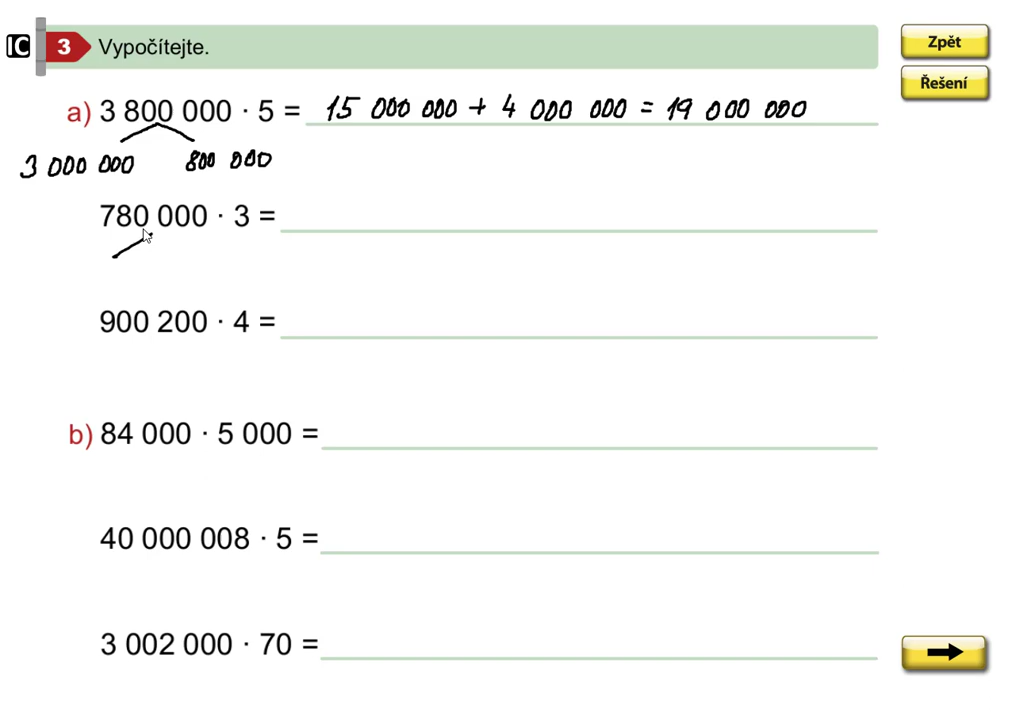 IC 3 Vypočítejte. Zpět
Řešení
a) 3 800 000 · 5 = 15 000 000 + 4 000 000 = 19 000 000
3 000 000 800 000
780 000 · 3 =
900 200 · 4 =
b) 84 000 · 5 000 =
40 000 008 · 5 =
3 002 000 · 70 =